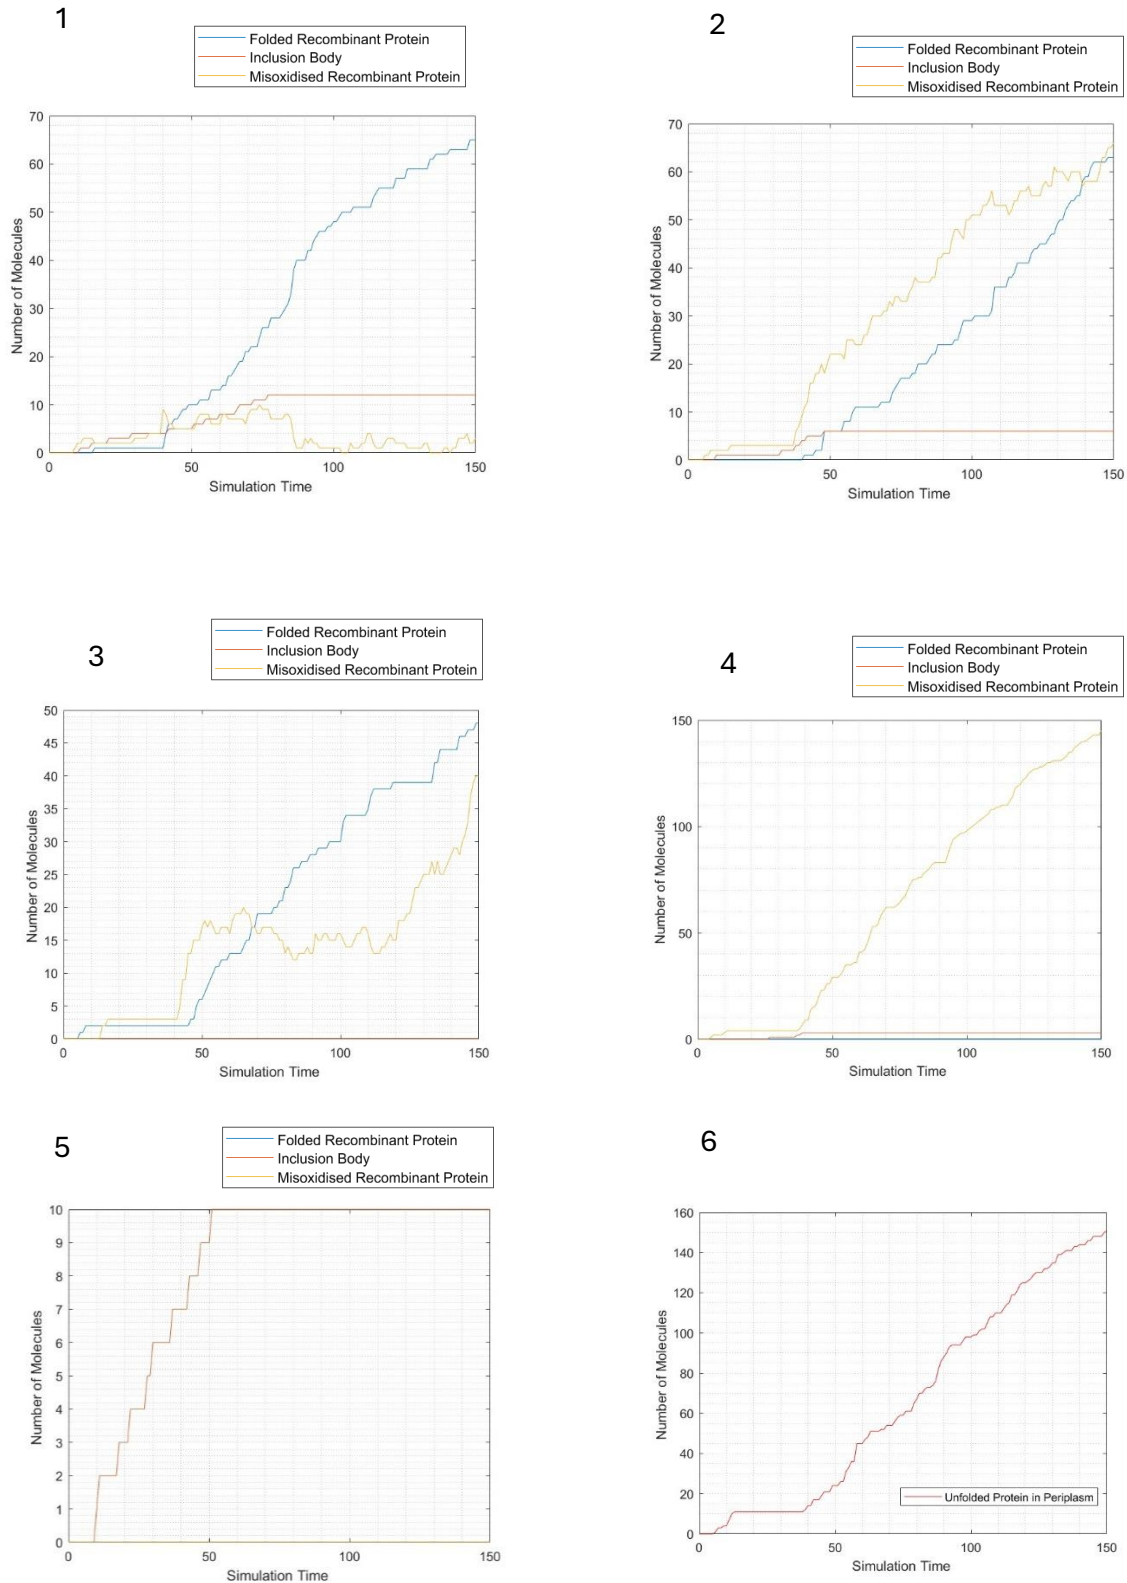 1
Folded Recombinant Protein
Inclusion Body
Misoxidised Recombinant Protein
70
60
50
40
30
20
10
0
Number of Molecules
0 50 100 150
Simulation Time
2
Folded Recombinant Protein
Inclusion Body
Misoxidised Recombinant Protein
70
60
50
40
30
20
10
0
Number of Molecules
0 50 100 150
Simulation Time
3
Folded Recombinant Protein
Inclusion Body
Misoxidised Recombinant Protein
50
45
40
35
30
25
20
15
10
5
0
Number of Molecules
0 50 100 150
Simulation Time
4
Folded Recombinant Protein
Inclusion Body
Misoxidised Recombinant Protein
150
100
50
0
Number of Molecules
0 50 100 150
Simulation Time
5
Folded Recombinant Protein
Inclusion Body
Misoxidised Recombinant Protein
10
9
8
7
6
5
4
3
2
1
0
Number of Molecules
0 50 100 150
Simulation Time
6
160
140
120
100
80
60
40
20
0
Number of Molecules
Unfolded Protein in Periplasm
0 50 100 150
Simulation Time